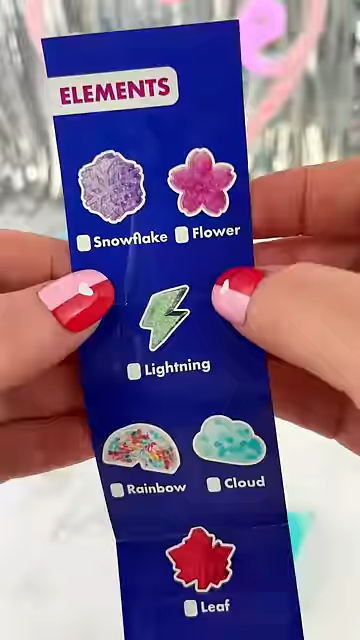 ELEMENTS
Snowflake Flower
Lightning
Rainbow Cloud
Leaf